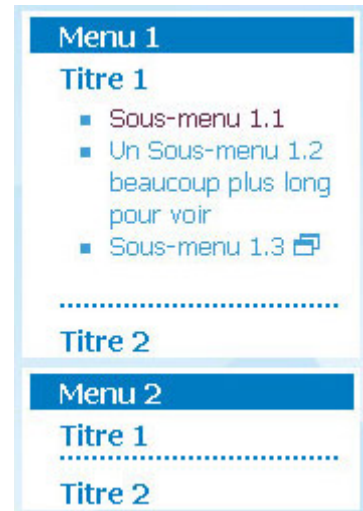 Menu 1
Titre 1
Sous-menu 1.1
Un Sous-menu 1.2
beaucoup plus long
pour voir
Sous-menu 1.3
Titre 2
Menu 2
Titre 1
Titre 2